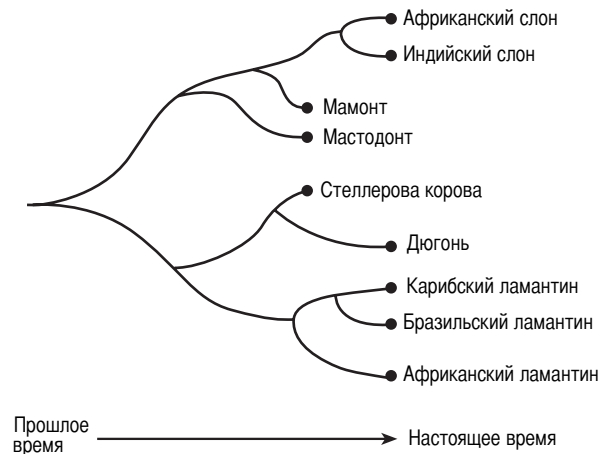 Африканский слон
Индийский слон
Мамонт
Мастодонт
Стеллерова корова
Дюгонь
Карибский ламантин
Бразильский ламантин
Африканский ламантин
Прошлое
время
Настоящее время